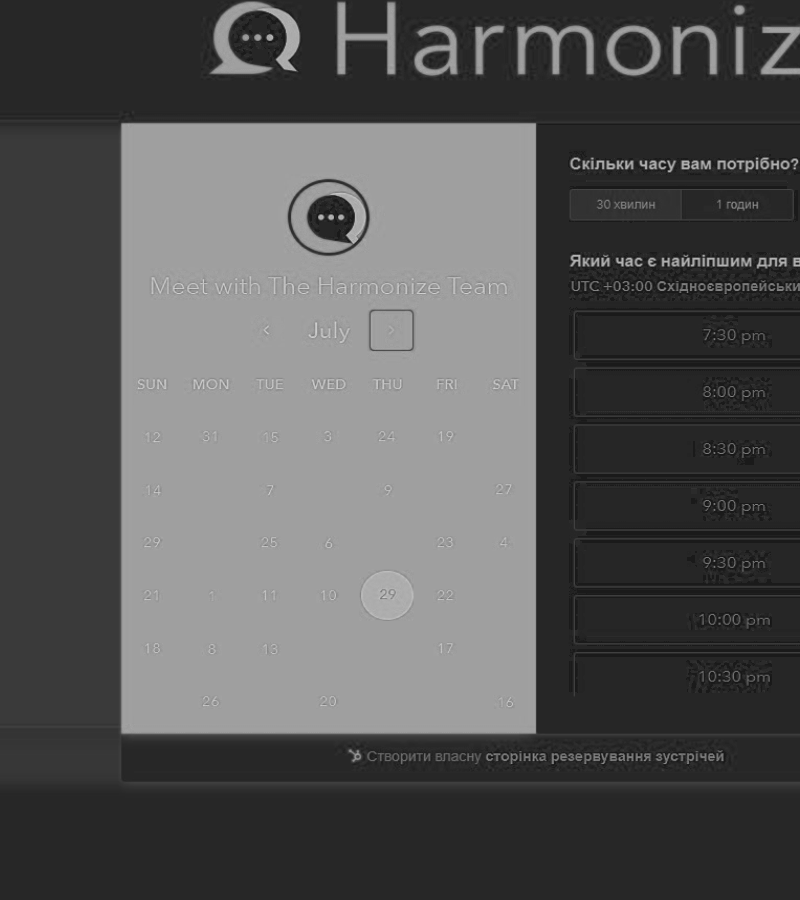 Harmoniz
Meet with The Harmonize Team
July
SUN MON TUE WED THU FRI SAT
12 31 15 3 24 19
14 7 9 27
29 25 6 23 4
21 1 11 10 29 22
18 8 13 17
26 20 16
Скільки часу вам потрібно?
30 хвилин 1 годин
Який час є найліпшим для в
UTC +03:00 Східноєвропейськи
7:30 pm
8:00 pm
8:30 pm
9:00 pm
9:30 pm
10:00 pm
10:30 pm
Створити власну сторінка резервування зустрічей